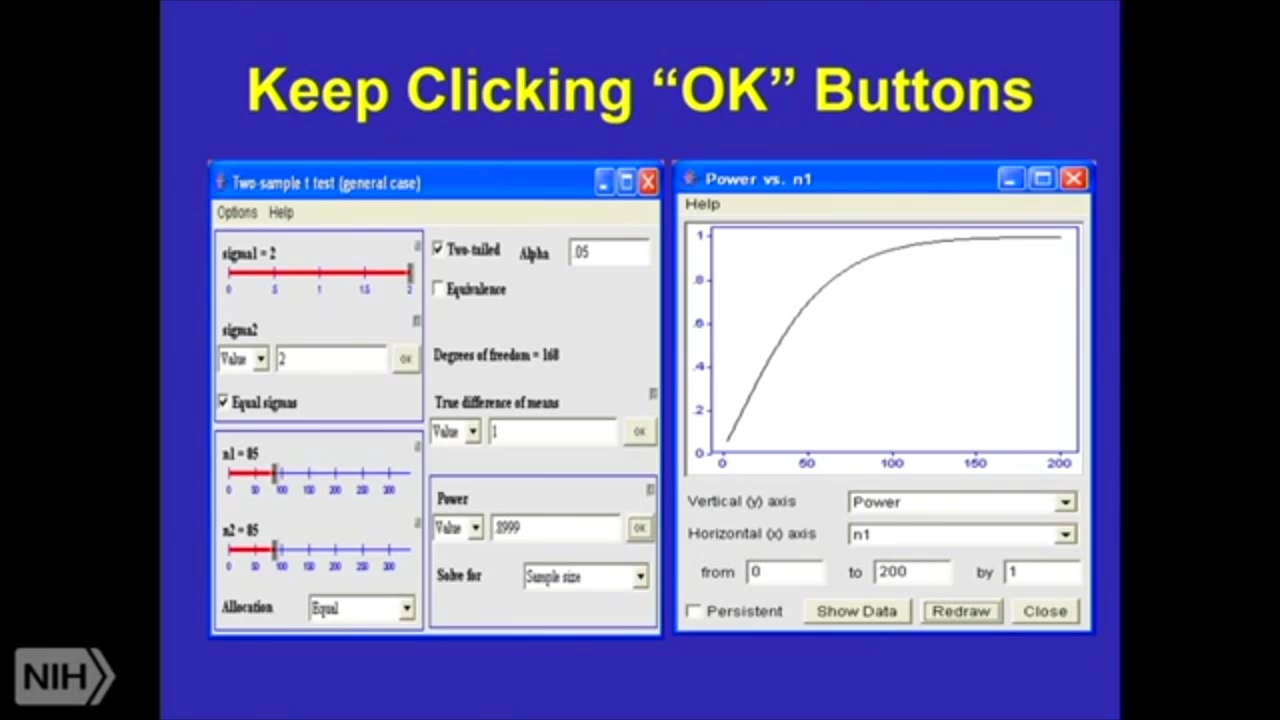 Keep Clicking “OK” Buttons
Two-sample t test (general case)
Options Help
sigma1 = 2
0 .5 1 1.5 2
sigma2
Value 2 OK
Equal sigmas
n1 = 85
0 50 100 150 200 250 300
n2 = 85
0 50 100 150 200 250 300
Allocation Equal
Two-tailed Alpha .05
Equivalence
Degrees of freedom = 168
True difference of means
Value 1 OK
Power
Value .8999 OK
Solve for Sample size
Power vs. n1
Help
1
.8
.6
.4
.2
0
0 50 100 150 200
Vertical (y) axis Power
Horizontal (x) axis n1
from 0 to 200 by 1
Persistent Show Data Redraw Close
NIH